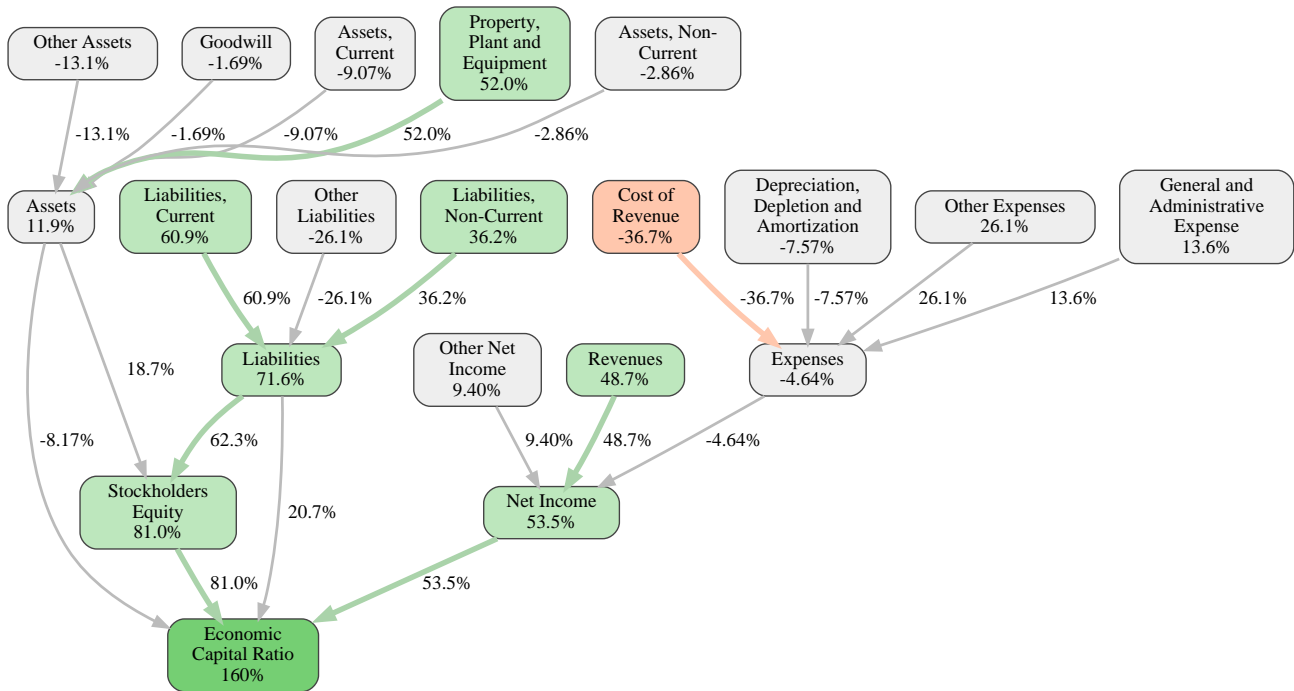 Other Assets
-13.1%
Goodwill
-1.69%
Assets,
Current
-9.07%
Property,
Plant and
Equipment
52.0%
Assets, Non-
Current
-2.86%
-13.1%
-1.69%
-9.07%
52.0%
-2.86%
Assets
11.9%
Liabilities,
Current
60.9%
Other
Liabilities
-26.1%
Liabilities,
Non-Current
36.2%
Cost of
Revenue
-36.7%
Depreciation,
Depletion and
Amortization
-7.57%
Other Expenses
26.1%
General and
Administrative
Expense
13.6%
60.9%
-26.1%
36.2%
-36.7%
-7.57%
26.1%
13.6%
Liabilities
71.6%
Other Net
Income
9.40%
Revenues
48.7%
Expenses
-4.64%
18.7%
-8.17%
62.3%
9.40%
48.7%
-4.64%
Stockholders
Equity
81.0%
20.7%
Net Income
53.5%
81.0%
53.5%
Economic
Capital Ratio
160%